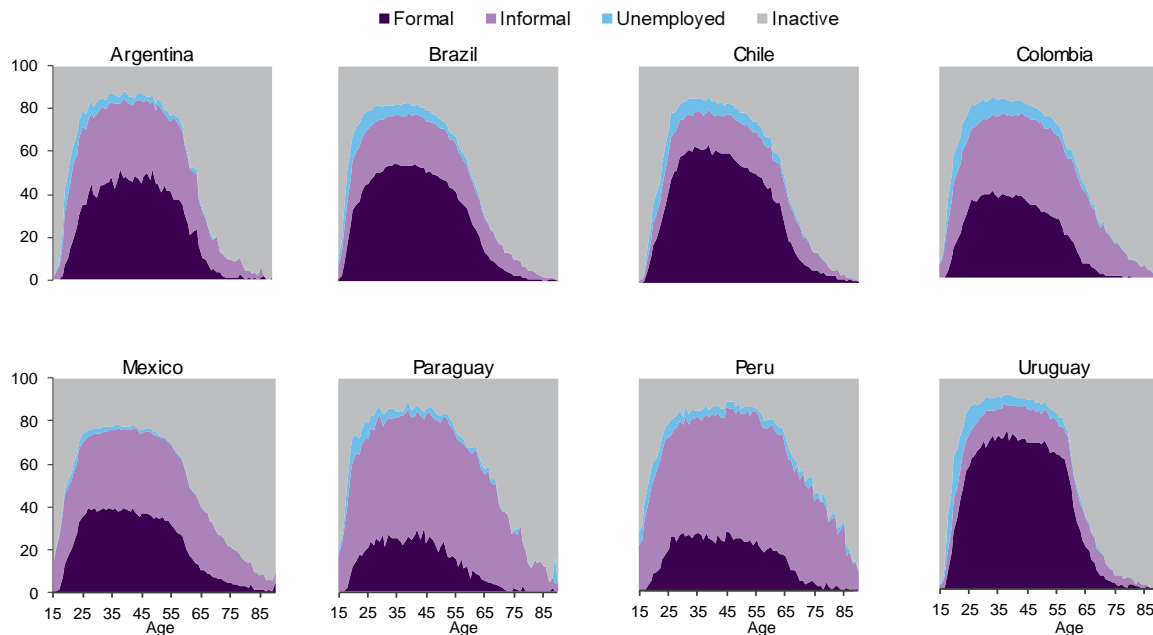 Formal Informal Unemployed Inactive
Argentina Brazil Chile Colombia
100
80
60
40
20
0
Mexico Paraguay Peru Uruguay
100
80
60
40
20
0
15 25 35 45 55 65 75 85 15 25 35 45 55 65 75 85 15 25 35 45 55 65 75 85 15 25 35 45 55 65 75 85
Age Age Age Age